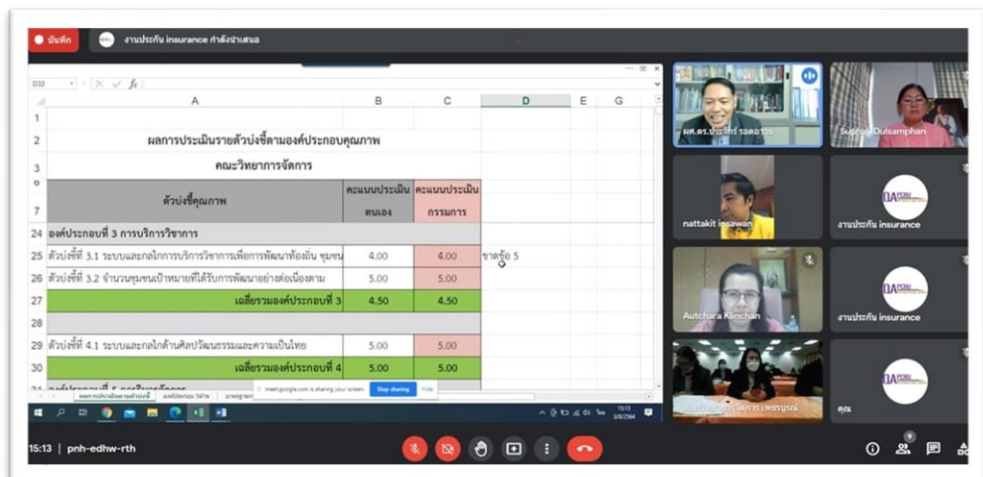 บันทึก
งานประกัน insurance กำลังนำเสนอ
D32
fx
A B C D E G
1
2 ผลการประเมินรายตัวบ่งชี้ตามองค์ประกอบคุณภาพ
3 คณะวิทยาการจัดการ
7 ตัวบ่งชี้คุณภาพ คะแนนประเมินตนเอง คะแนนประเมินกรรมการ
24 องค์ประกอบที่ 3 การบริการวิชาการ
25 ตัวบ่งชี้ที่ 3.1 ระบบและกลไกการบริการวิชาการเพื่อการพัฒนาท้องถิ่น ชุมชน 4.00 4.00 ขาดข้อ 5
26 ตัวบ่งชี้ที่ 3.2 จำนวนชุมชนเป้าหมายที่ได้รับการพัฒนาอย่างต่อเนื่องตาม 5.00 5.00
27 เฉลี่ยรวมองค์ประกอบที่ 3 4.50 4.50
28
29 ตัวบ่งชี้ที่ 4.1 ระบบและกลไกด้านศิลปวัฒนธรรมและความเป็นไทย 5.00 5.00
30 เฉลี่ยรวมองค์ประกอบที่ 4 5.00 5.00
meet.google.com is sharing your screen. Stop sharing Hide
15:13
3/6/2564
nattakit
งานประกัน insurance
Autchara Klinchan
งานประกัน insurance
คุณ
15:13 | pnh-edhw-rth
9